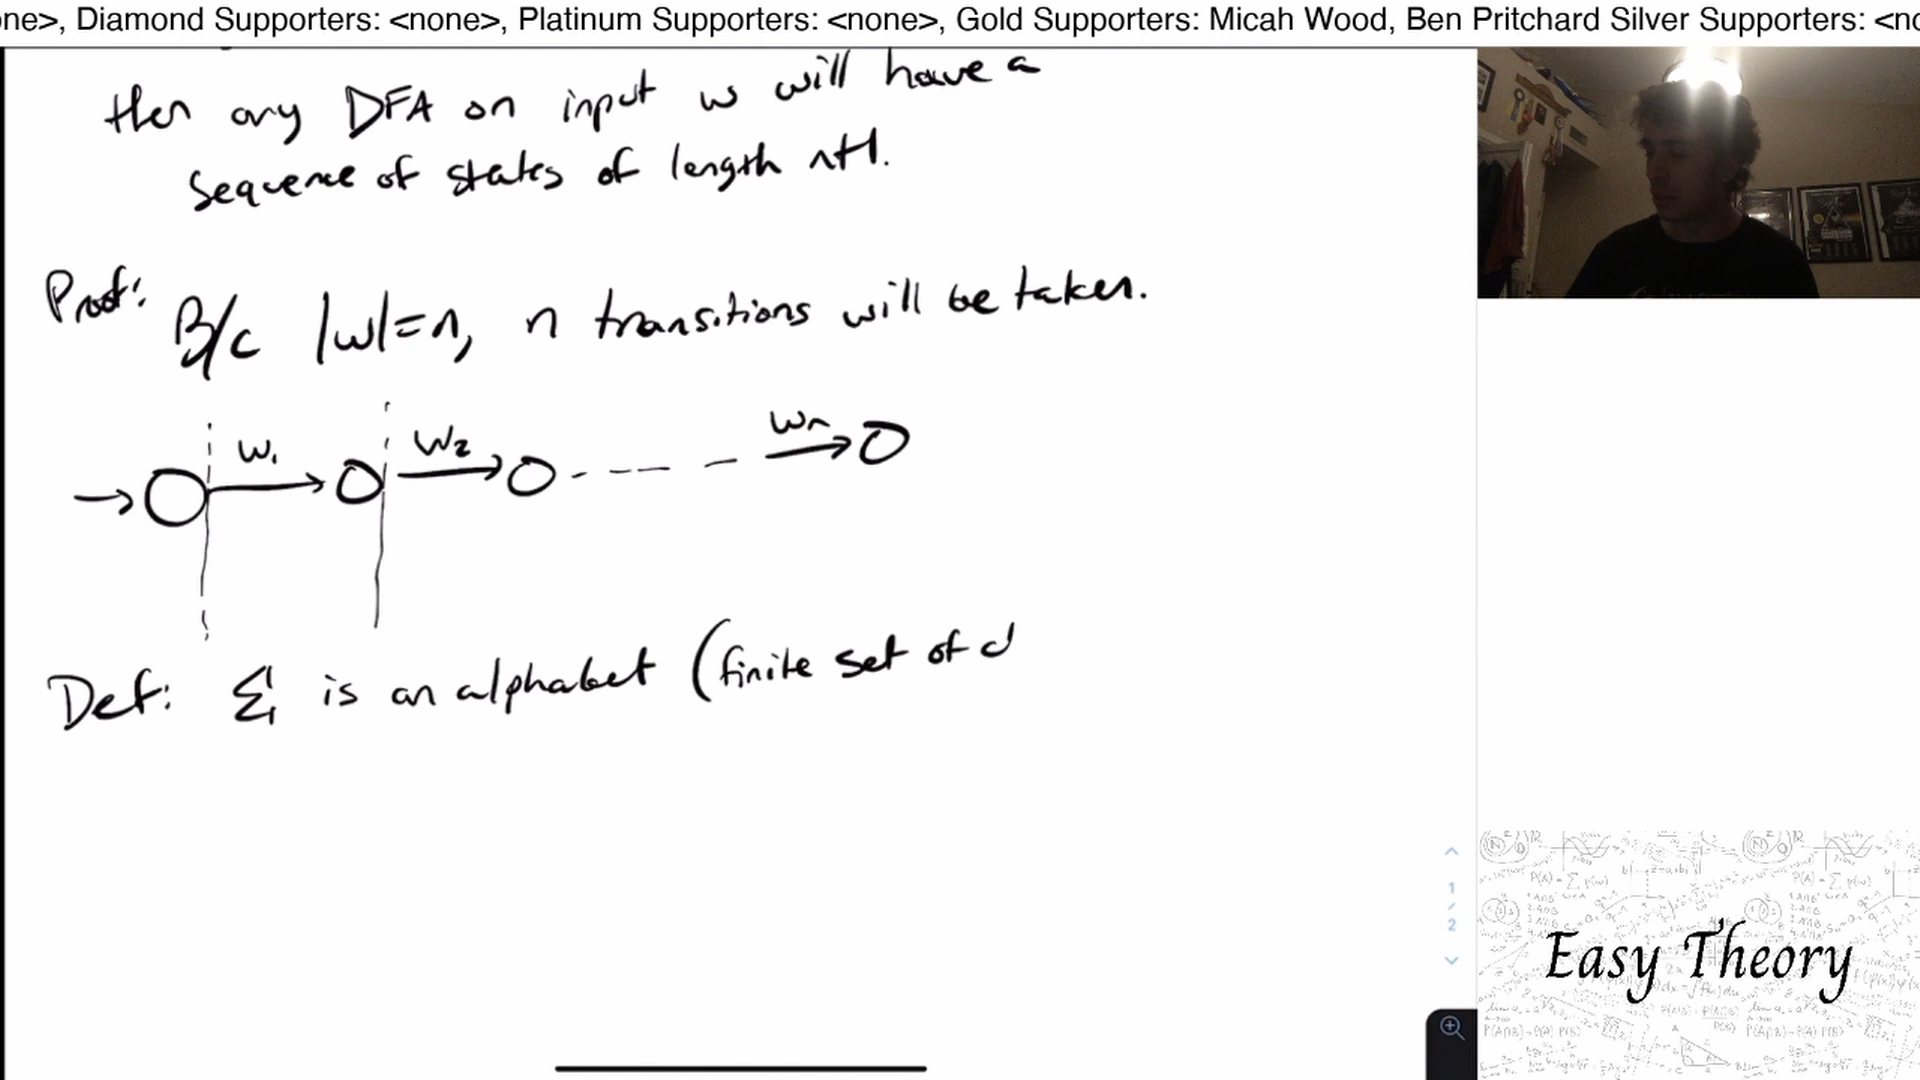 ne>, Diamond Supporters: <none>, Platinum Supporters: <none>, Gold Supporters: Micah Wood, Ben Pritchard Silver Supporters: <no
then any DFA on input w will have a
sequence of states of length n+1.
Proof: B/c |w|=n, n transitions will be taken.
w₁ w₂ wₙ
Def: Σ is an alphabet (finite set of c
1
2
Easy Theory